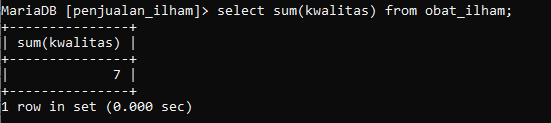 MariaDB [penjualan_ilham]> select sum(kwalitas) from obat_ilham;
+---------------+
| sum(kwalitas) |
+---------------+
|             7 |
+---------------+
1 row in set (0.000 sec)